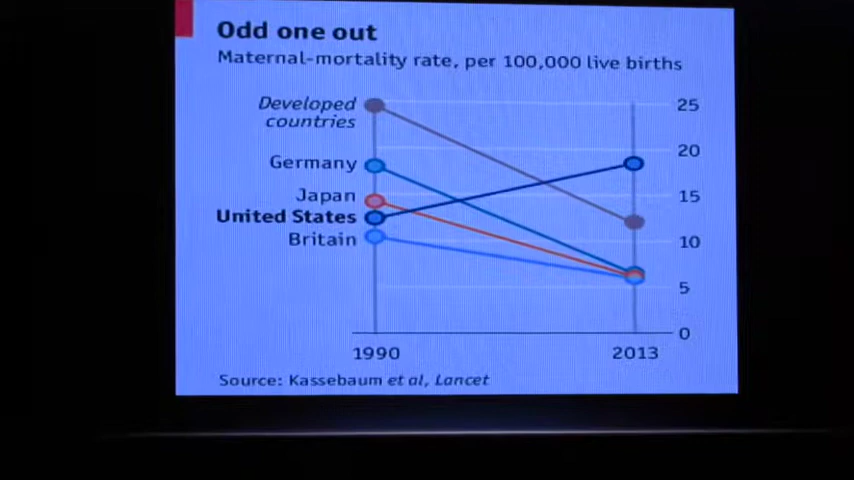 Odd one out
Maternal-mortality rate, per 100,000 live births
Developed
countries
Germany
Japan
United States
Britain
25
20
15
10
5
0
1990
2013
Source: Kassebaum et al, Lancet